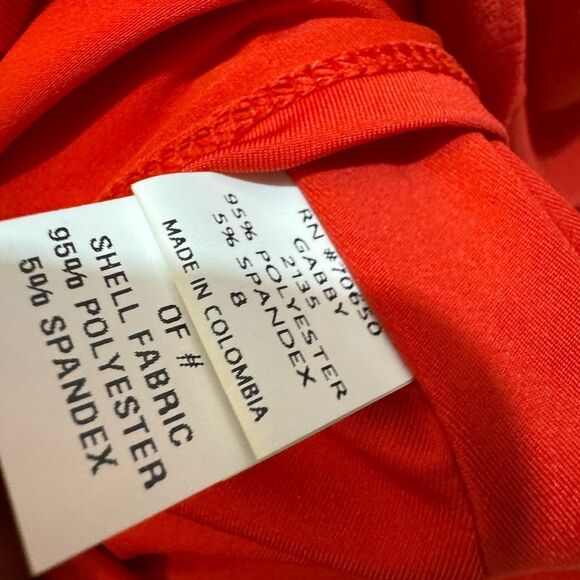 RN #70650
GABBY
2135
95% POLYESTER
5% SPANDEX
8
MADE IN COLOMBIA
OF #
SHELL FABRIC
95% POLYESTER
5% SPANDEX